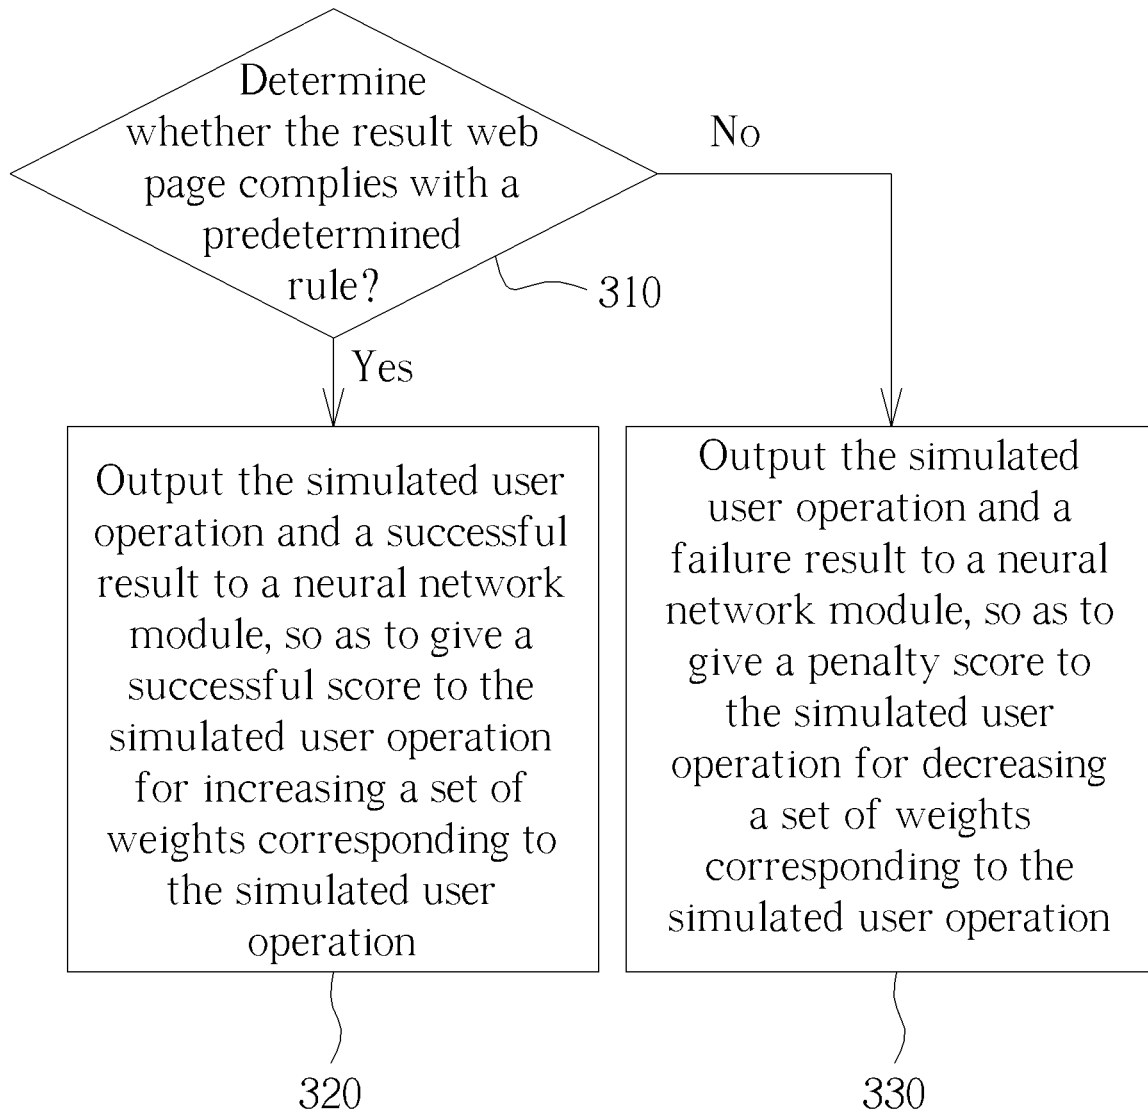 Determine
whether the result web
page complies with a
predetermined
rule?
No
310
Yes
Output the simulated user
operation and a successful
result to a neural network
module, so as to give a
successful score to the
simulated user operation
for increasing a set of
weights corresponding to
the simulated user
operation
320
Output the simulated
user operation and a
failure result to a neural
network module, so as to
give a penalty score to
the simulated user
operation for decreasing
a set of weights
corresponding to the
simulated user operation
330